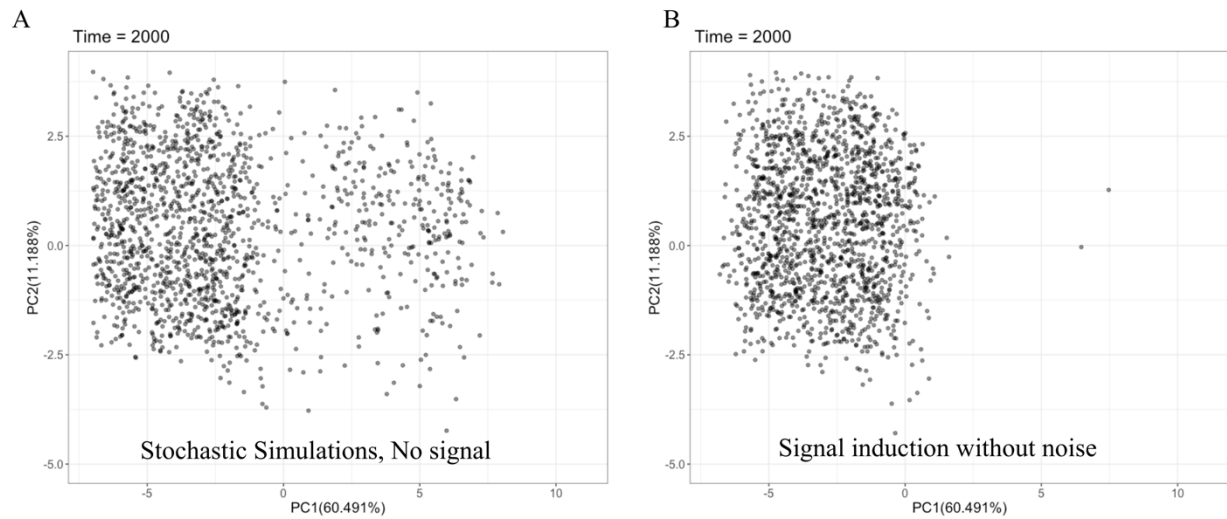 A
Time = 2000
2.5
0.0
-2.5
-5.0
PC2(11.188%)
Stochastic Simulations, No signal
-5
0
5
10
PC1(60.491%)
B
Time = 2000
2.5
0.0
-2.5
-5.0
PC2(11.188%)
Signal induction without noise
-5
0
5
10
PC1(60.491%)